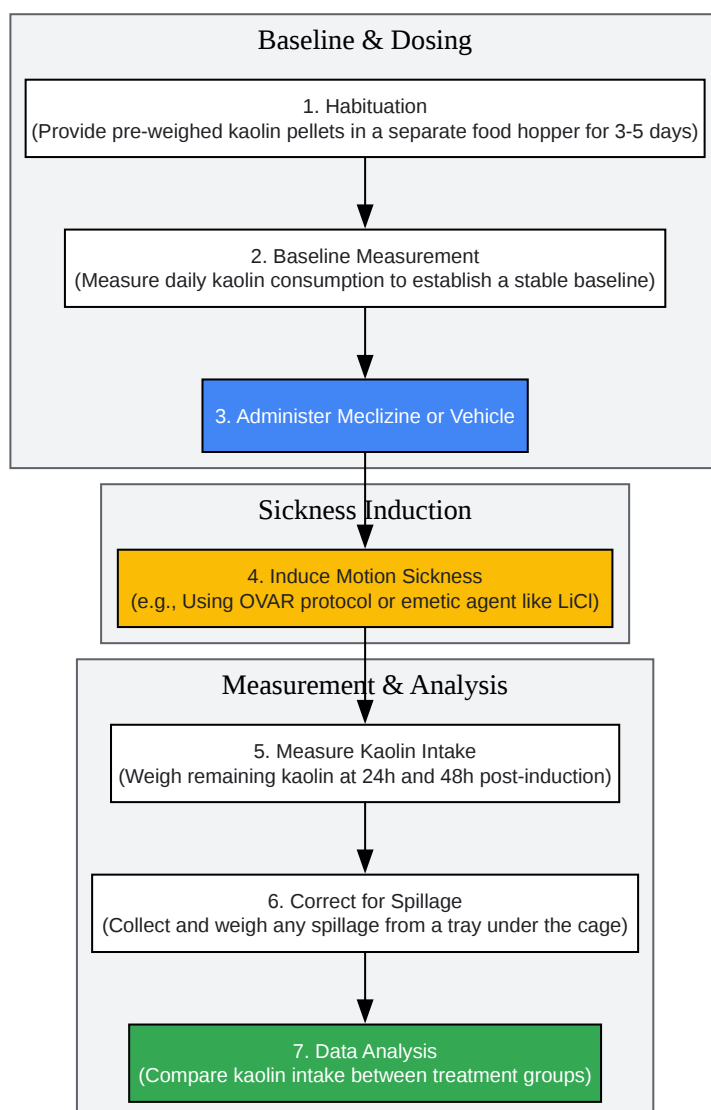 Baseline & Dosing
1. Habituation
(Provide pre-weighed kaolin pellets in a separate food hopper for 3-5 days)
2. Baseline Measurement
(Measure daily kaolin consumption to establish a stable baseline)
3. Administer Meclizine or Vehicle
Sickness Induction
4. Induce Motion Sickness
(e.g., Using OVAR protocol or emetic agent like LiCl)
Measurement & Analysis
5. Measure Kaolin Intake
(Weigh remaining kaolin at 24h and 48h post-induction)
6. Correct for Spillage
(Collect and weigh any spillage from a tray under the cage)
7. Data Analysis
(Compare kaolin intake between treatment groups)